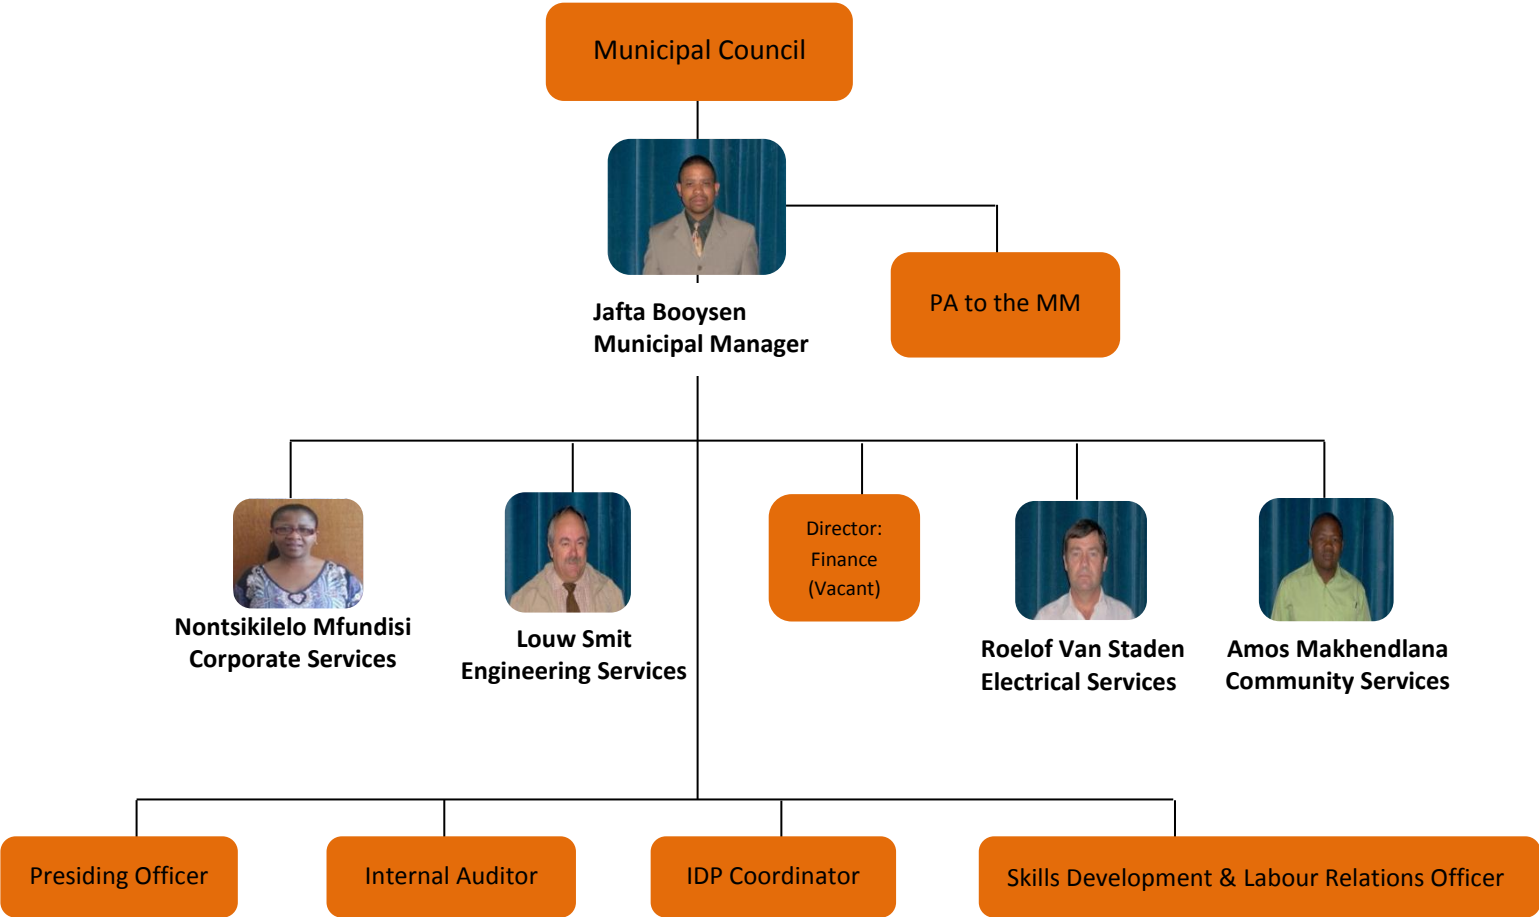 Municipal Council
Jafta Booysen
Municipal Manager
PA to the MM
Nontsikilelo Mfundisi
Corporate Services
Louw Smit
Engineering Services
Director:
Finance
(Vacant)
Roelof Van Staden
Electrical Services
Amos Makhendlana
Community Services
Presiding Officer
Internal Auditor
IDP Coordinator
Skills Development & Labour Relations Officer